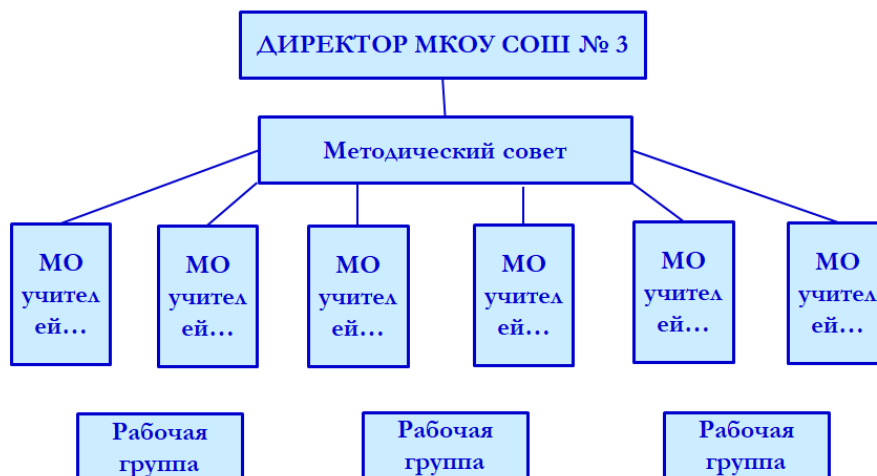 ДИРЕКТОР МКОУ СОШ № 3
Методический совет
МО
учител
ей...
МО
учител
ей...
МО
учител
ей...
МО
учител
ей...
МО
учител
ей...
МО
учител
ей...
Рабочая
группа
Рабочая
группа
Рабочая
группа